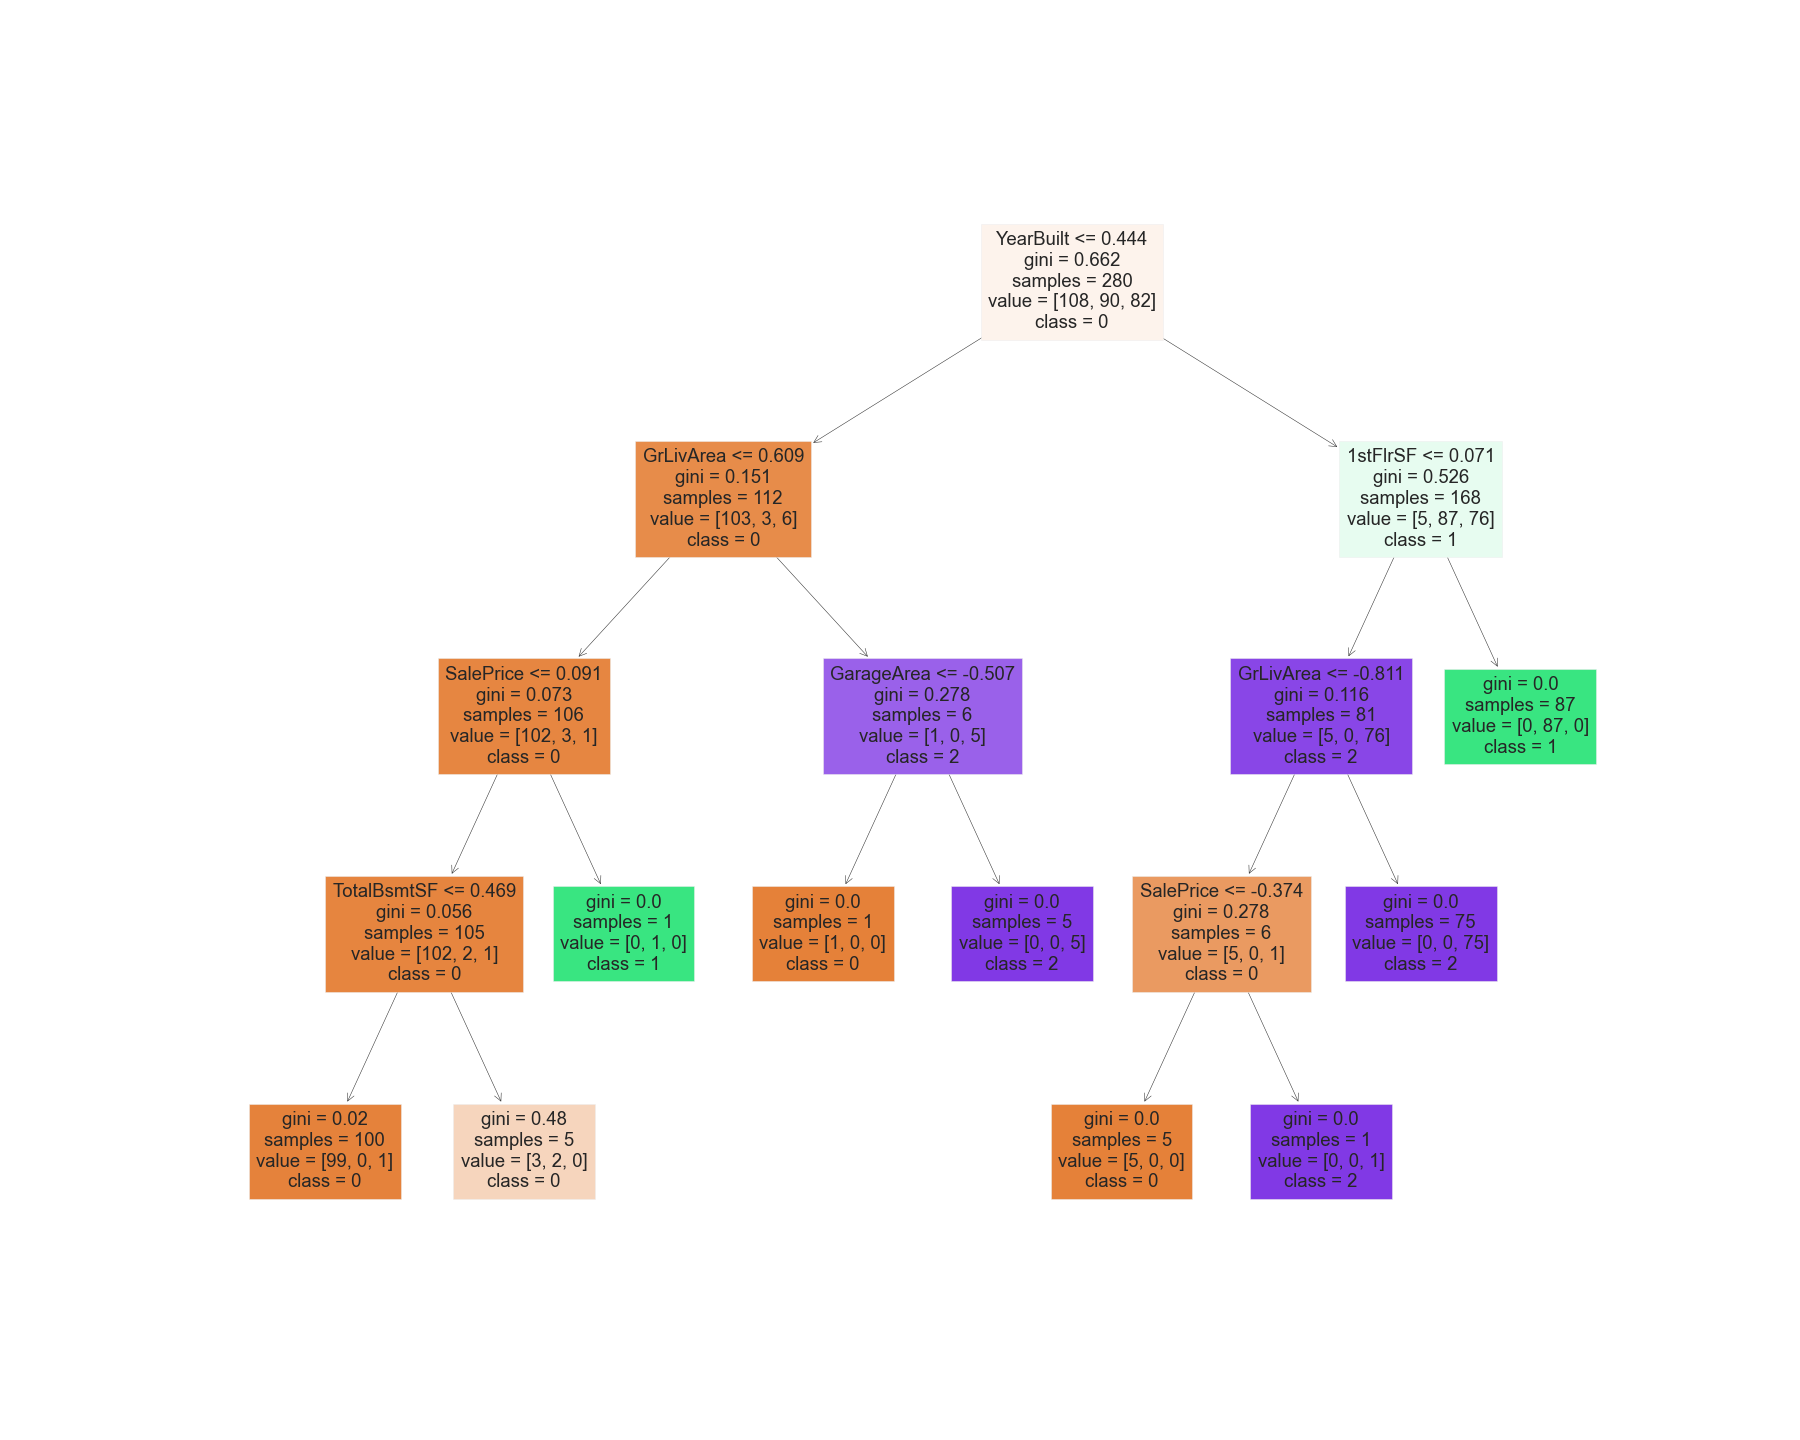 YearBuilt <= 0.444
gini = 0.662
samples = 280
value = [108, 90, 82]
class = 0
GrLivArea <= 0.609
gini = 0.151
samples = 112
value = [103, 3, 6]
class = 0
1stFlrSF <= 0.071
gini = 0.526
samples = 168
value = [5, 87, 76]
class = 1
SalePrice <= 0.091
gini = 0.073
samples = 106
value = [102, 3, 1]
class = 0
GarageArea <= -0.507
gini = 0.278
samples = 6
value = [1, 0, 5]
class = 2
GrLivArea <= -0.811
gini = 0.116
samples = 81
value = [5, 0, 76]
class = 2
gini = 0.0
samples = 87
value = [0, 87, 0]
class = 1
TotalBsmtSF <= 0.469
gini = 0.056
samples = 105
value = [102, 2, 1]
class = 0
gini = 0.0
samples = 1
value = [0, 1, 0]
class = 1
gini = 0.0
samples = 1
value = [1, 0, 0]
class = 0
gini = 0.0
samples = 5
value = [0, 0, 5]
class = 2
SalePrice <= -0.374
gini = 0.278
samples = 6
value = [5, 0, 1]
class = 0
gini = 0.0
samples = 75
value = [0, 0, 75]
class = 2
gini = 0.02
samples = 100
value = [99, 0, 1]
class = 0
gini = 0.48
samples = 5
value = [3, 2, 0]
class = 0
gini = 0.0
samples = 5
value = [5, 0, 0]
class = 0
gini = 0.0
samples = 1
value = [0, 0, 1]
class = 2